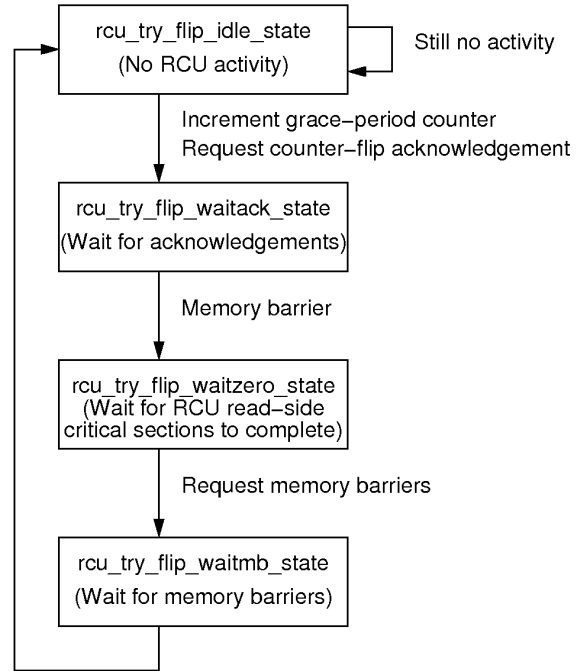 rcu_try_flip_idle_state
(No RCU activity)
Still no activity
Increment grace−period counter
Request counter−flip acknowledgement
rcu_try_flip_waitack_state
(Wait for acknowledgements)
Memory barrier
rcu_try_flip_waitzero_state
(Wait for RCU read−side
critical sections to complete)
Request memory barriers
rcu_try_flip_waitmb_state
(Wait for memory barriers)